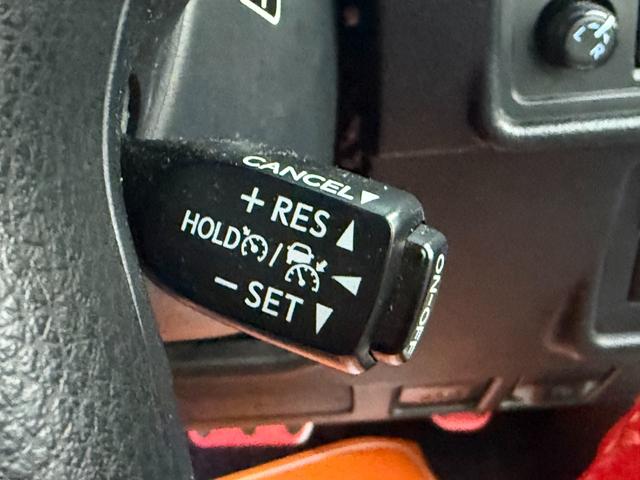 L R
CANCEL▼
+ RES ▲
HOLD / ◀
− SET ▼
ON–OFF